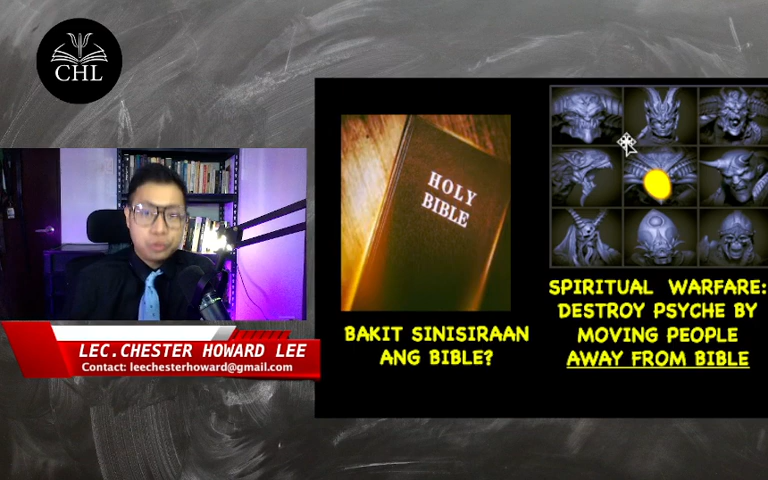 CHL
LEC.CHESTER HOWARD LEE
Contact: leechesterhoward@gmail.com
HOLY
BIBLE
BAKIT SINISIRAAN
ANG BIBLE?
SPIRITUAL WARFARE:
DESTROY PSYCHE BY
MOVING PEOPLE
AWAY FROM BIBLE